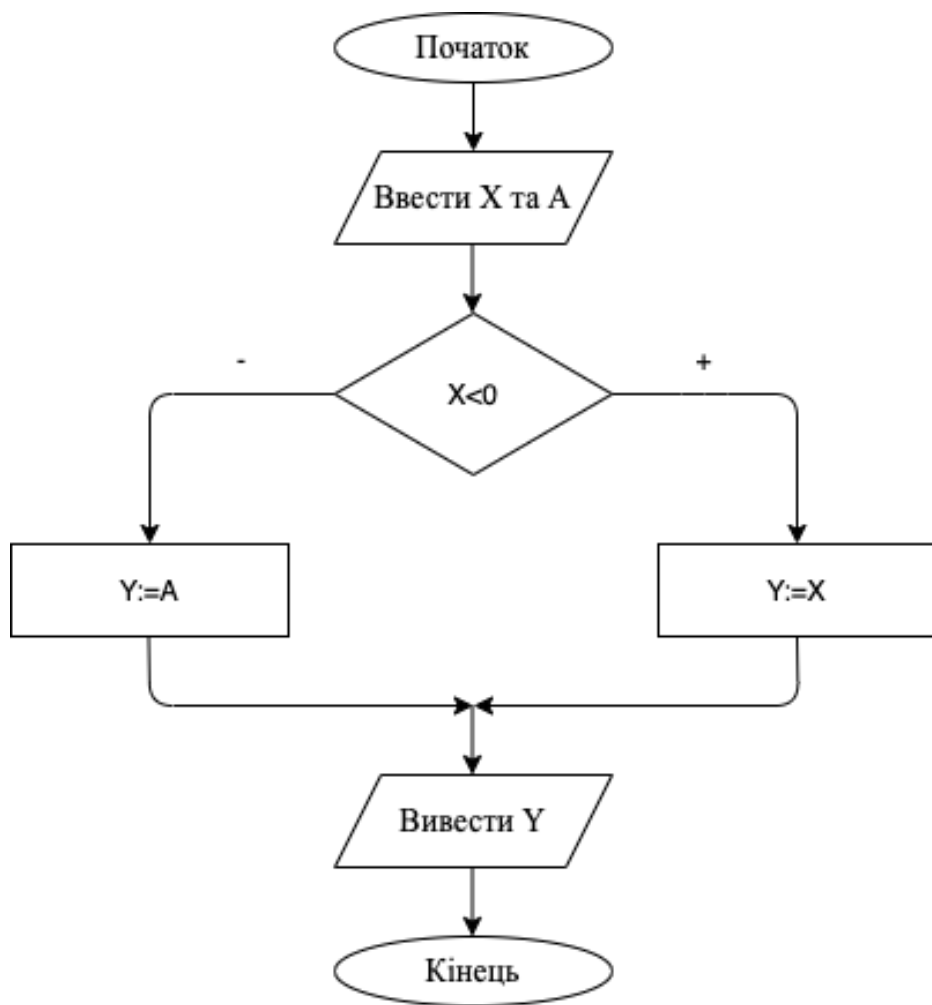 Початок
Ввести X та A
-
+
X<0
Y:=A
Y:=X
Вивести Y
Кінець